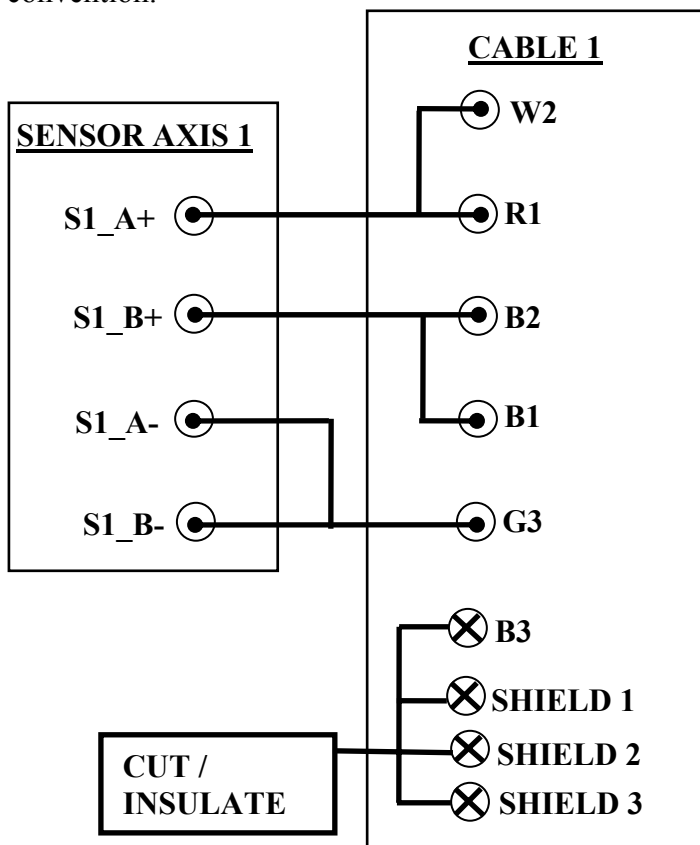 convention.
CABLE 1
W2
SENSOR AXIS 1
S1_A+
R1
S1_B+
B2
S1_A-
B1
S1_B-
G3
B3
SHIELD 1
CUT /
INSULATE
SHIELD 2
SHIELD 3